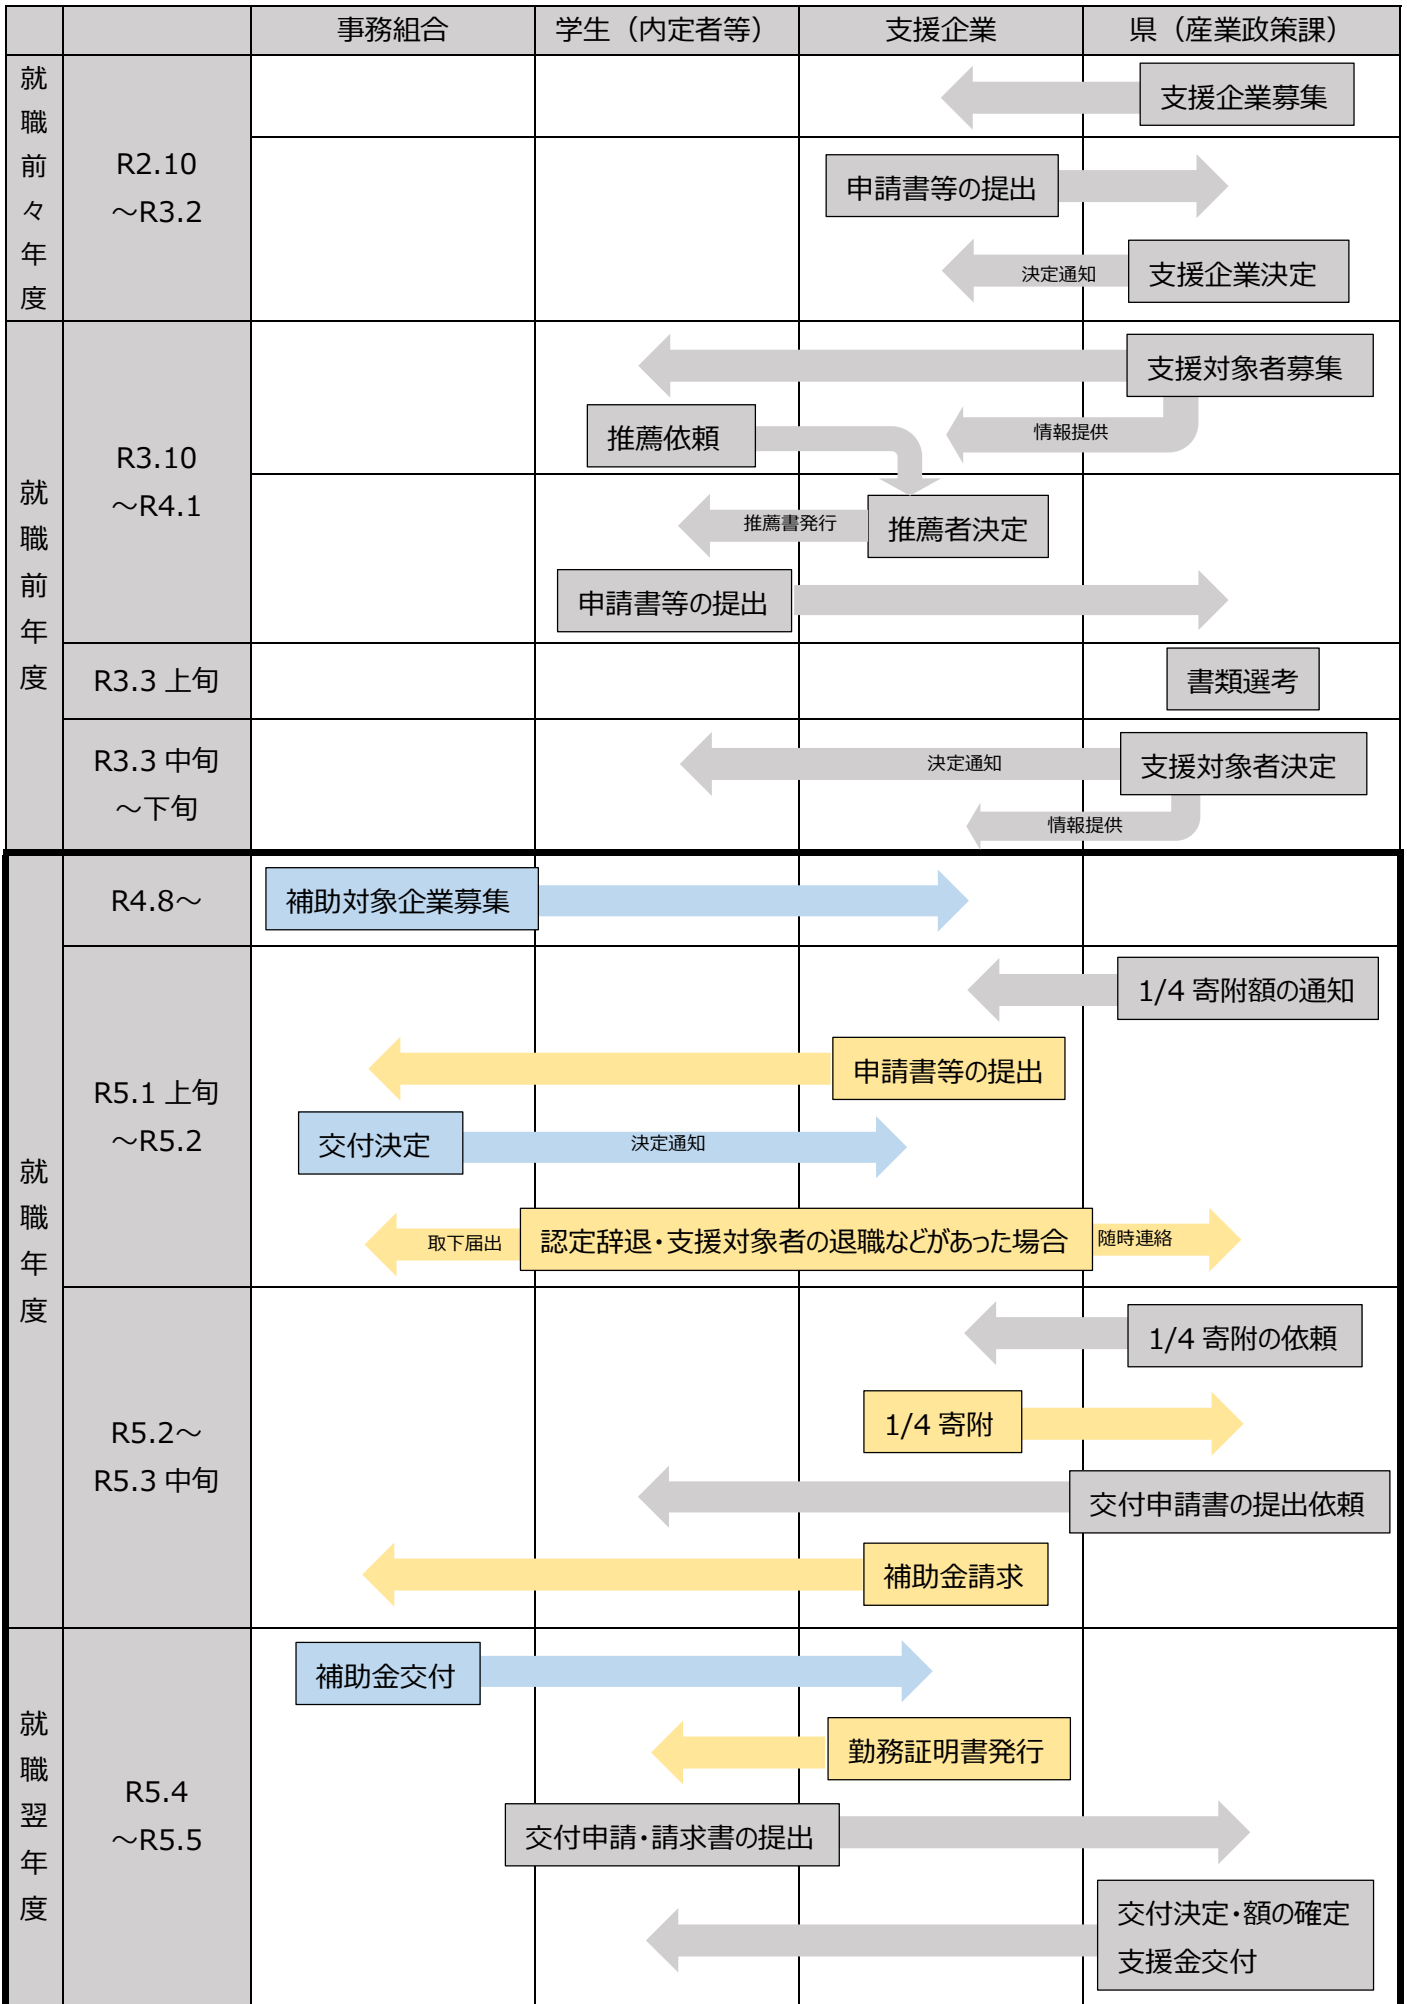 事務組合
学生（内定者等）
支援企業
県（産業政策課）
就職前々年度
R2.10
～R3.2
支援企業募集
申請書等の提出
決定通知
支援企業決定
就職前年度
R3.10
～R4.1
支援対象者募集
推薦依頼
情報提供
推薦書発行
推薦者決定
申請書等の提出
R3.3 上旬
書類選考
R3.3 中旬
～下旬
決定通知
支援対象者決定
情報提供
就職年度
R4.8～
補助対象企業募集
R5.1 上旬
～R5.2
1/4 寄附額の通知
申請書等の提出
交付決定
決定通知
取下届出
認定辞退・支援対象者の退職などがあった場合
随時連絡
R5.2～
R5.3 中旬
1/4 寄附の依頼
1/4 寄附
交付申請書の提出依頼
補助金請求
就職翌年度
R5.4
～R5.5
補助金交付
勤務証明書発行
交付申請・請求書の提出
交付決定・額の確定
支援金交付